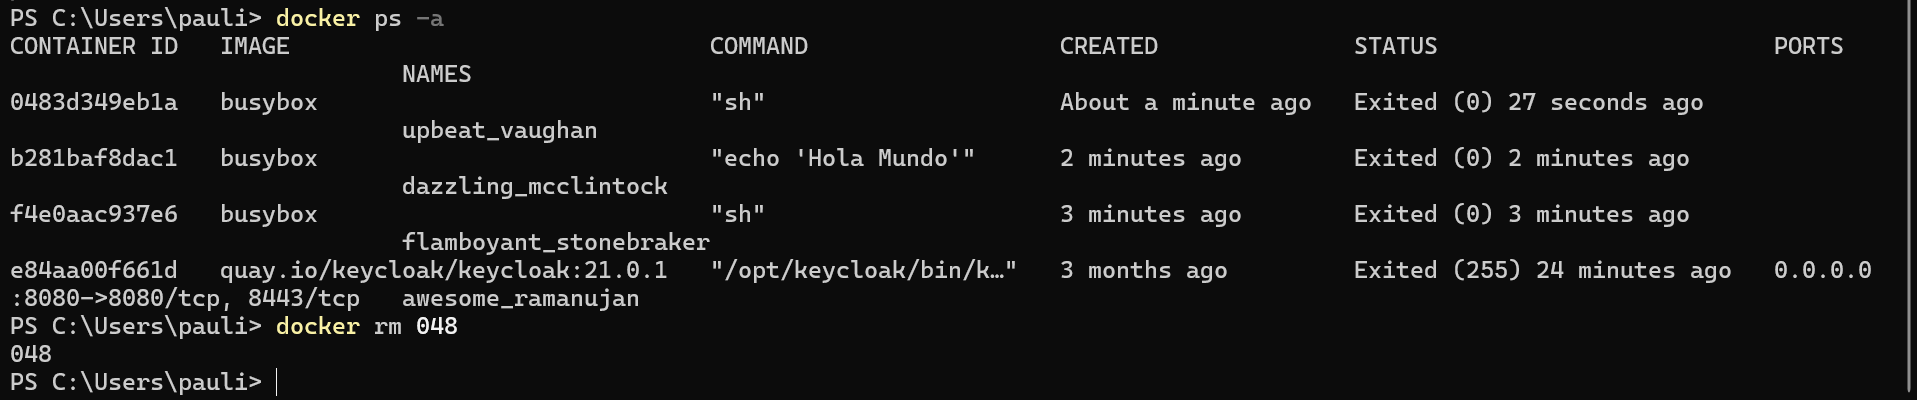 PS C:\Users\pauli> docker ps -a
CONTAINER ID   IMAGE                              COMMAND                  CREATED              STATUS                        PORTS
                            NAMES
0483d349eb1a   busybox                            "sh"                     About a minute ago   Exited (0) 27 seconds ago
                            upbeat_vaughan
b281baf8dac1   busybox                            "echo 'Hola Mundo'"      2 minutes ago        Exited (0) 2 minutes ago
                            dazzling_mcclintock
f4e0aac937e6   busybox                            "sh"                     3 minutes ago        Exited (0) 3 minutes ago
                            flamboyant_stonebraker
e84aa00f661d   quay.io/keycloak/keycloak:21.0.1   "/opt/keycloak/bin/k…"   3 months ago         Exited (255) 24 minutes ago   0.0.0.0
:8080->8080/tcp, 8443/tcp   awesome_ramanujan
PS C:\Users\pauli> docker rm 048
048
PS C:\Users\pauli>